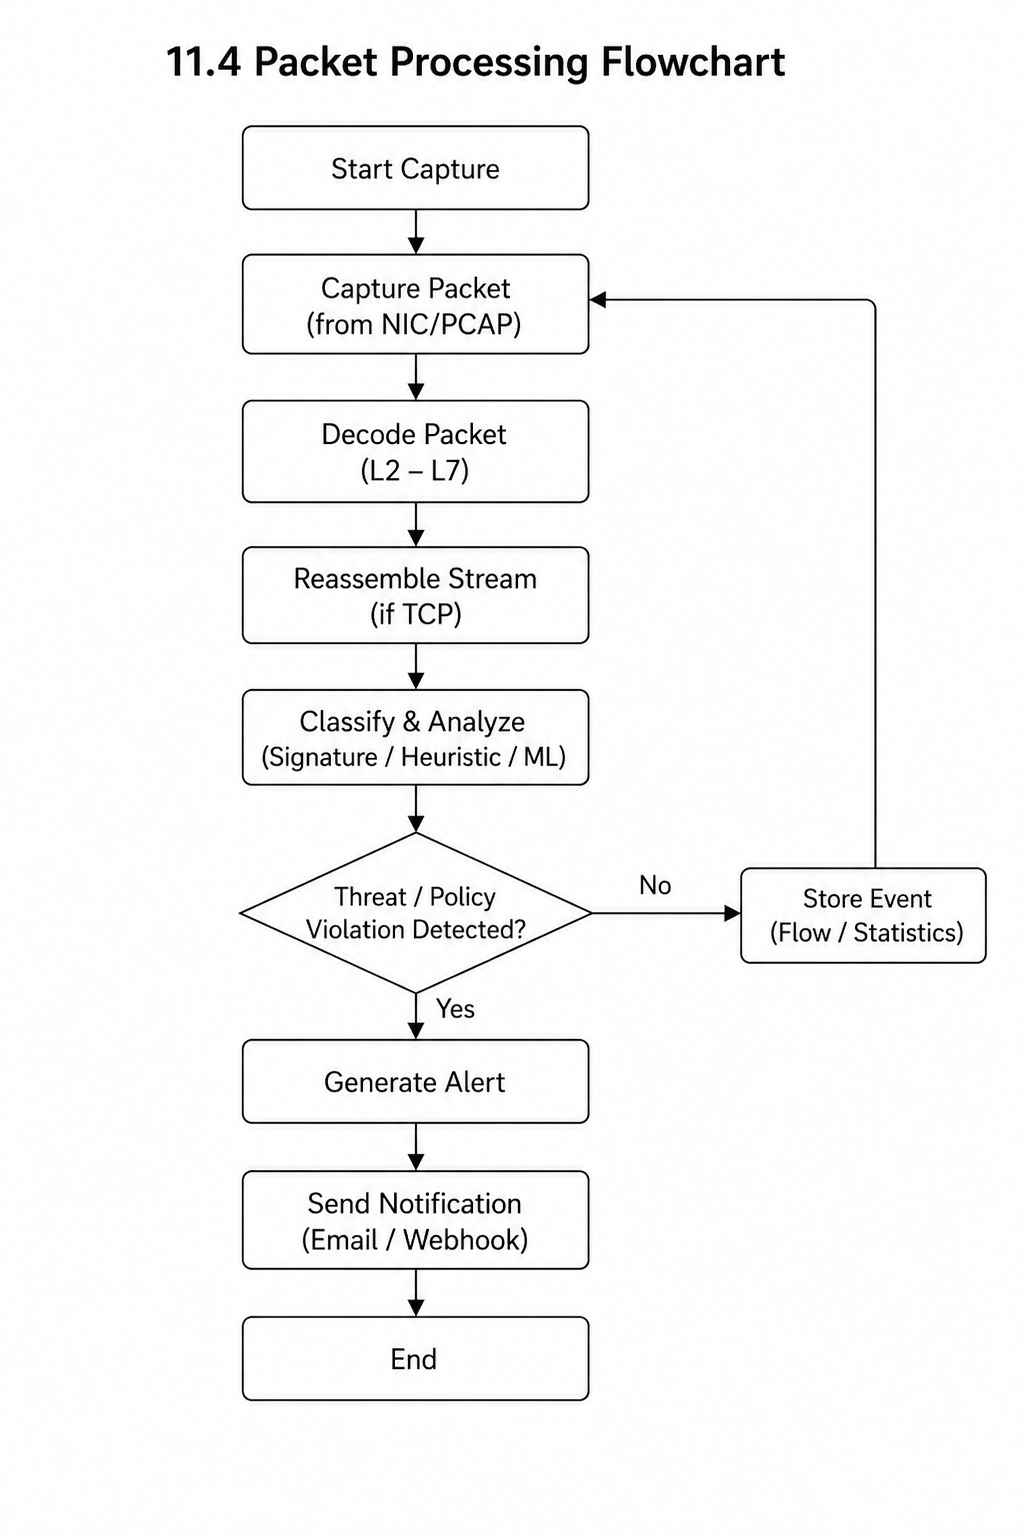 11.4 Packet Processing Flowchart
Start Capture
Capture Packet
(from NIC/PCAP)
Decode Packet
(L2 – L7)
Reassemble Stream
(if TCP)
Classify & Analyze
(Signature / Heuristic / ML)
Threat / Policy
Violation Detected?
No
Store Event
(Flow / Statistics)
Yes
Generate Alert
Send Notification
(Email / Webhook)
End